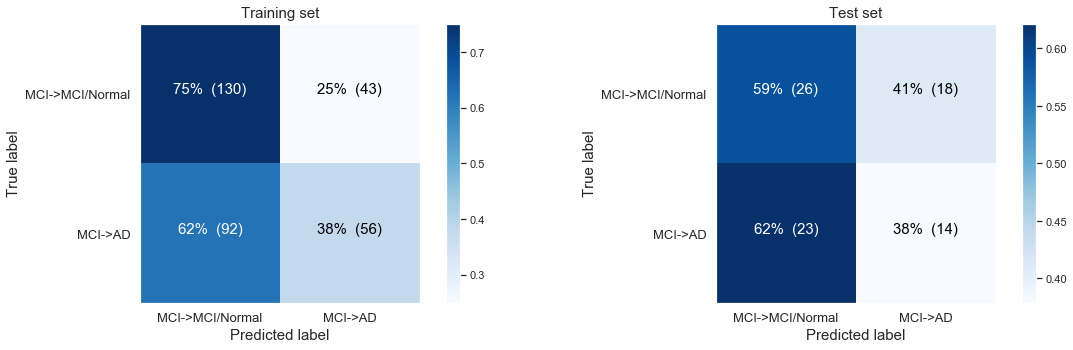 Training set
MCI->MCI/Normal
75% (130)
25% (43)
MCI->AD
62% (92)
38% (56)
True label
MCI->MCI/Normal
MCI->AD
Predicted label
0.7
0.6
0.5
0.4
0.3
Test set
MCI->MCI/Normal
59% (26)
41% (18)
MCI->AD
62% (23)
38% (14)
True label
MCI->MCI/Normal
MCI->AD
Predicted label
0.60
0.55
0.50
0.45
0.40